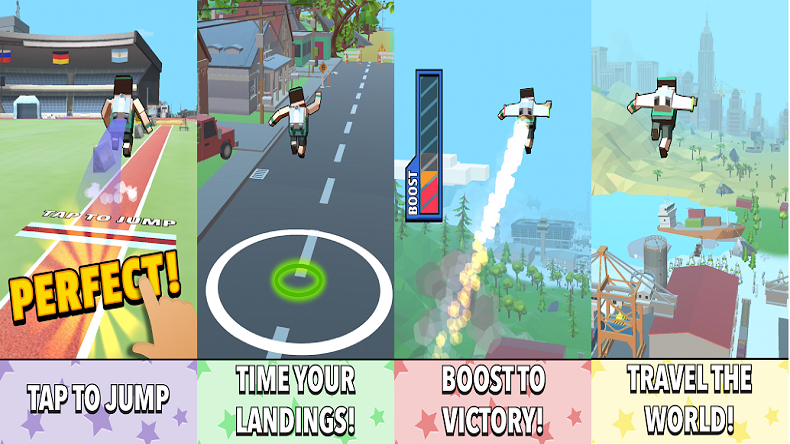 TAP TO JUMP
PERFECT!
BOOST
TAP TO JUMP
TIME YOUR
LANDINGS!
BOOST TO
VICTORY!
TRAVEL THE
WORLD!